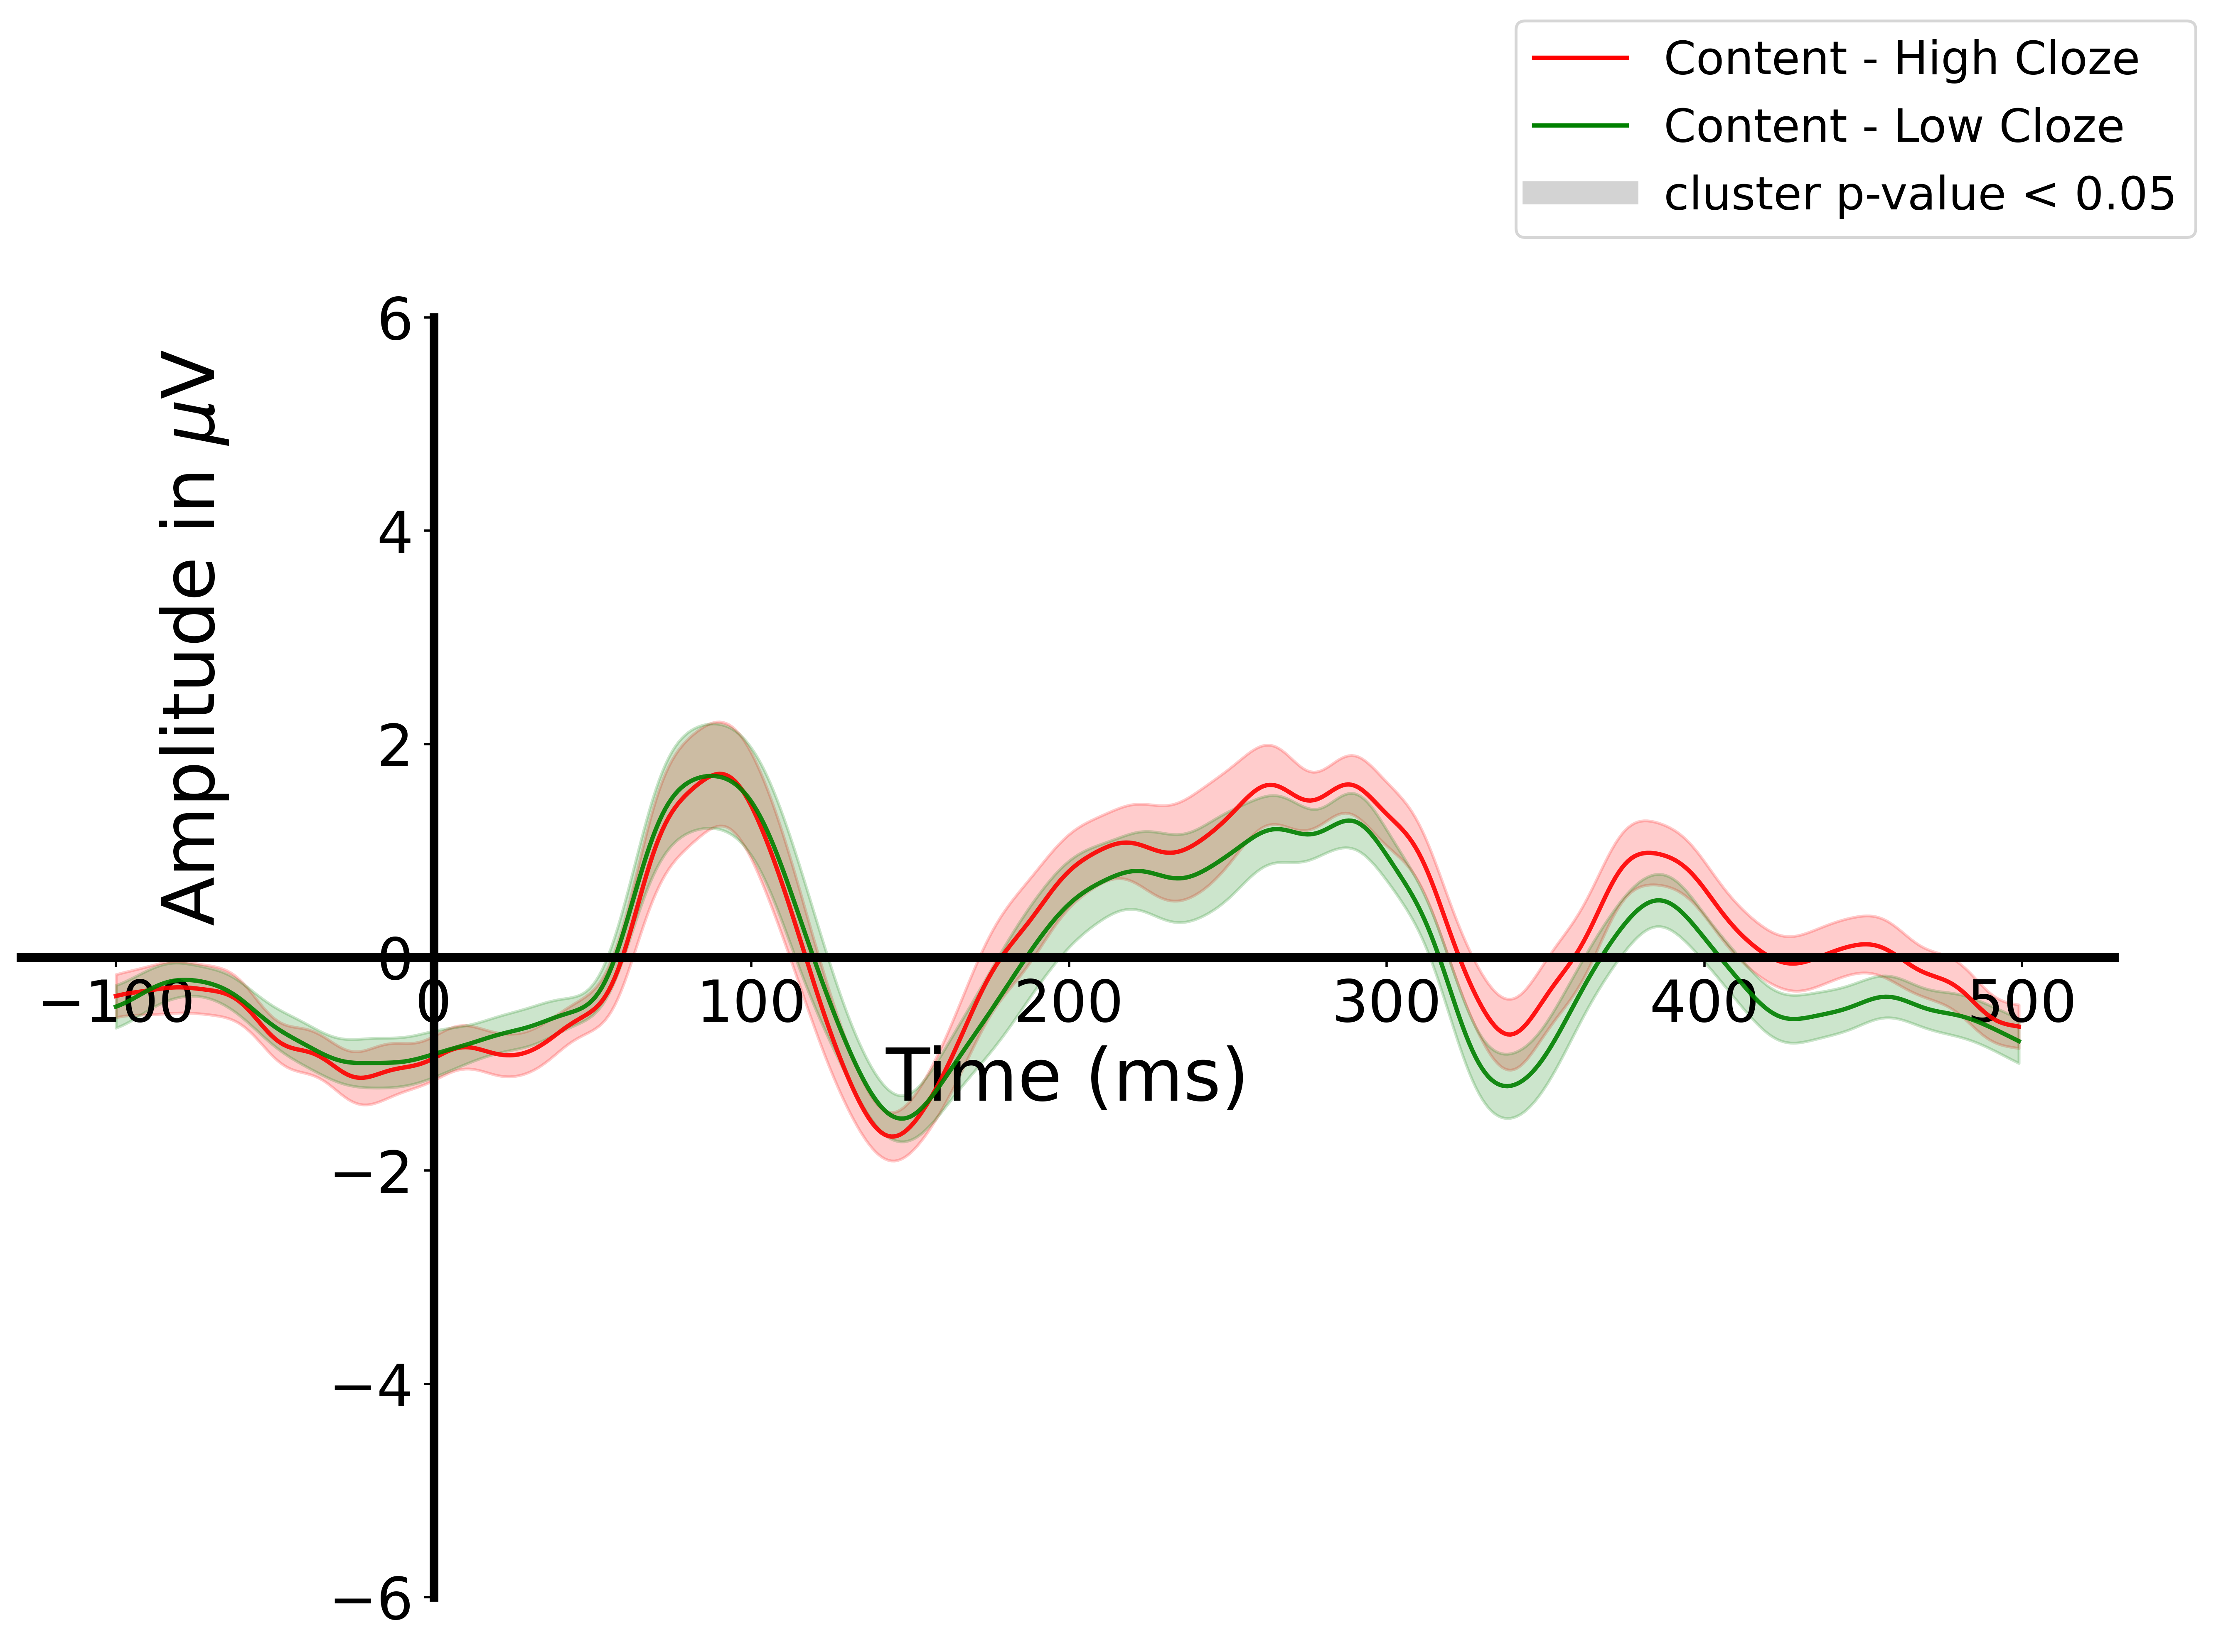 Content - High Cloze
Content - Low Cloze
cluster p-value < 0.05
Amplitude in μV
6
4
2
0
−2
−4
−6
−100 0 100 200 300 400 500
Time (ms)